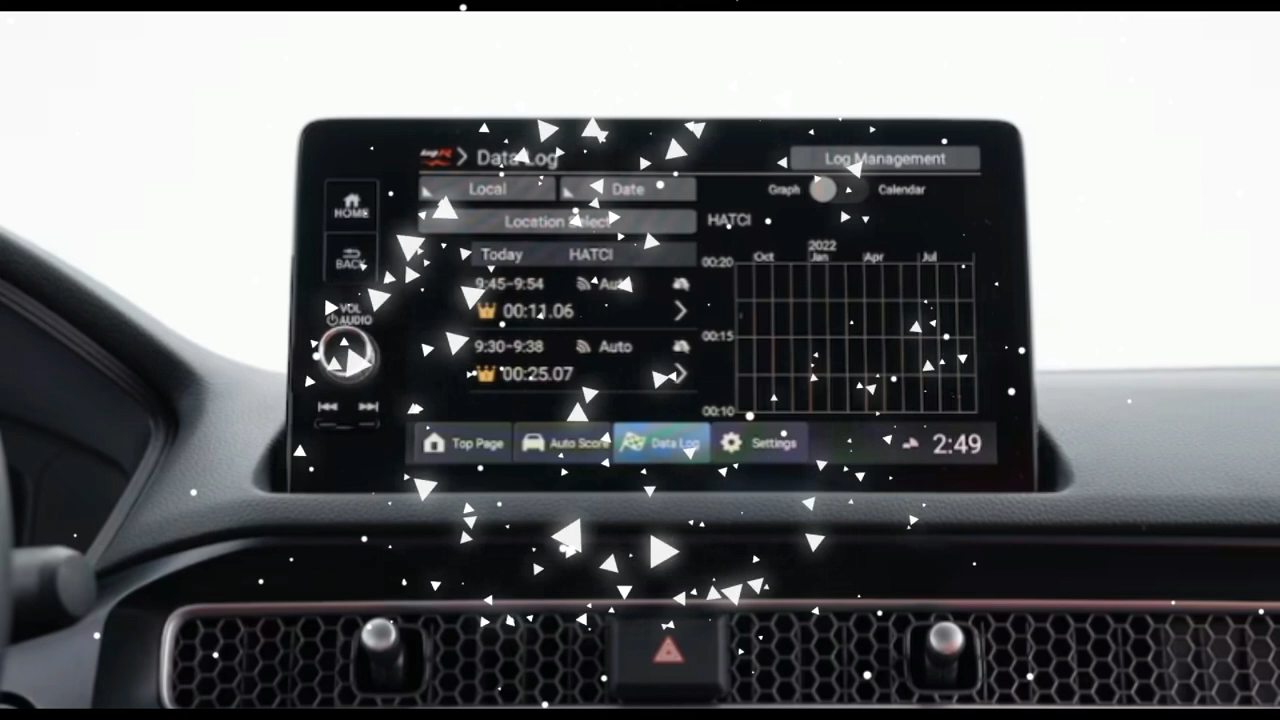 Data Log
Log Management
Local
Date
Graph
Calendar
HOME
Location Select
HATCI
BACK
Today HATCI
2022
Oct Jan Apr Jul
00:20
9:45-9:54 Auto
00:11.06
VOL
AUDIO
00:15
9:30-9:38 Auto
00:25.07
00:10
Top Page
Auto Score
Data Log
Settings
2:49